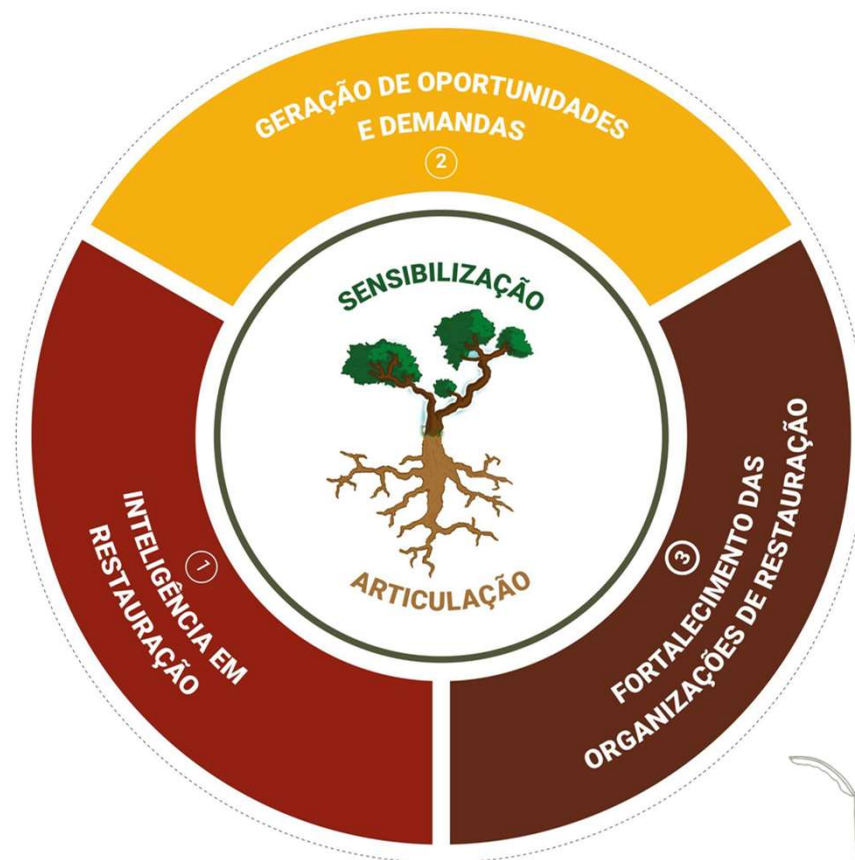 GERAÇÃO DE OPORTUNIDADES
E DEMANDAS
2
SENSIBILIZAÇÃO
ARTICULAÇÃO
1
INTELIGÊNCIA EM
RESTAURAÇÃO
3
FORTALECIMENTO DAS
ORGANIZAÇÕES DE RESTAURAÇÃO